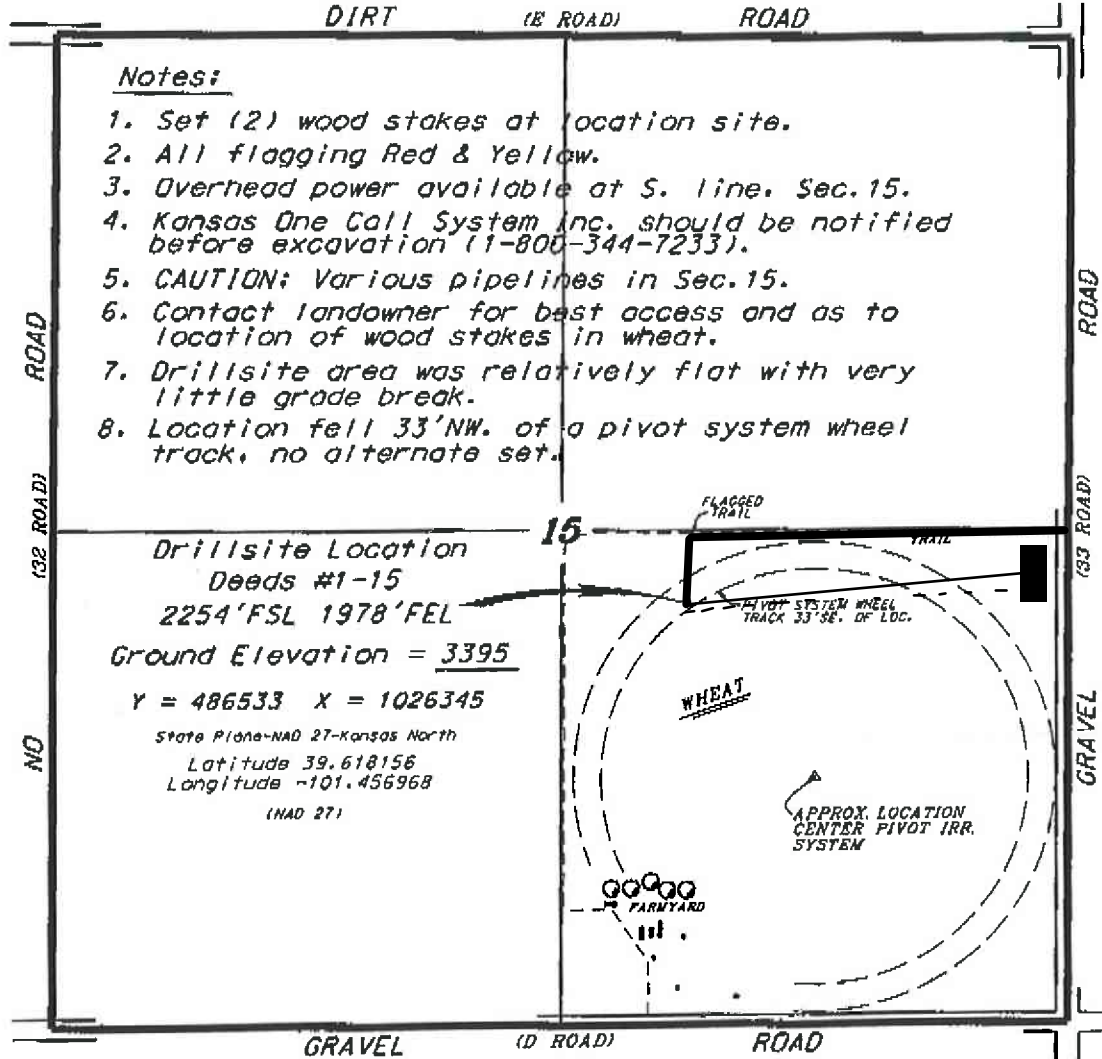 DIRT (E ROAD) ROAD
Notes:
1. Set (2) wood stakes at location site.
2. All flagging Red & Yellow.
3. Overhead power available at S. line. Sec.15.
4. Kansas One Call System Inc. should be notified
before excavation (1-800-344-7233).
5. CAUTION: Various pipelines in Sec.15.
6. Contact landowner for best access and as to
location of wood stakes in wheat.
7. Drillsite area was relatively flat with very
little grade break.
8. Location fell 33'NW. of a pivot system wheel
track, no alternate set.
NO (32 ROAD) ROAD
GRAVEL (33 ROAD) ROAD
15
FLAGGED
TRAIL
TRAIL
Drillsite Location
Deeds #1-15
2254'FSL 1978'FEL
Ground Elevation = 3395
Y = 486533 X = 1026345
State Plane-NAD 27-Kansas North
Latitude 39.618156
Longitude -101.456968
(NAD 27)
PIVOT SYSTEM WHEEL
TRACK 33'SE. OF LOC.
WHEAT
APPROX. LOCATION
CENTER PIVOT IRR.
SYSTEM
FARMYARD
GRAVEL (D ROAD) ROAD